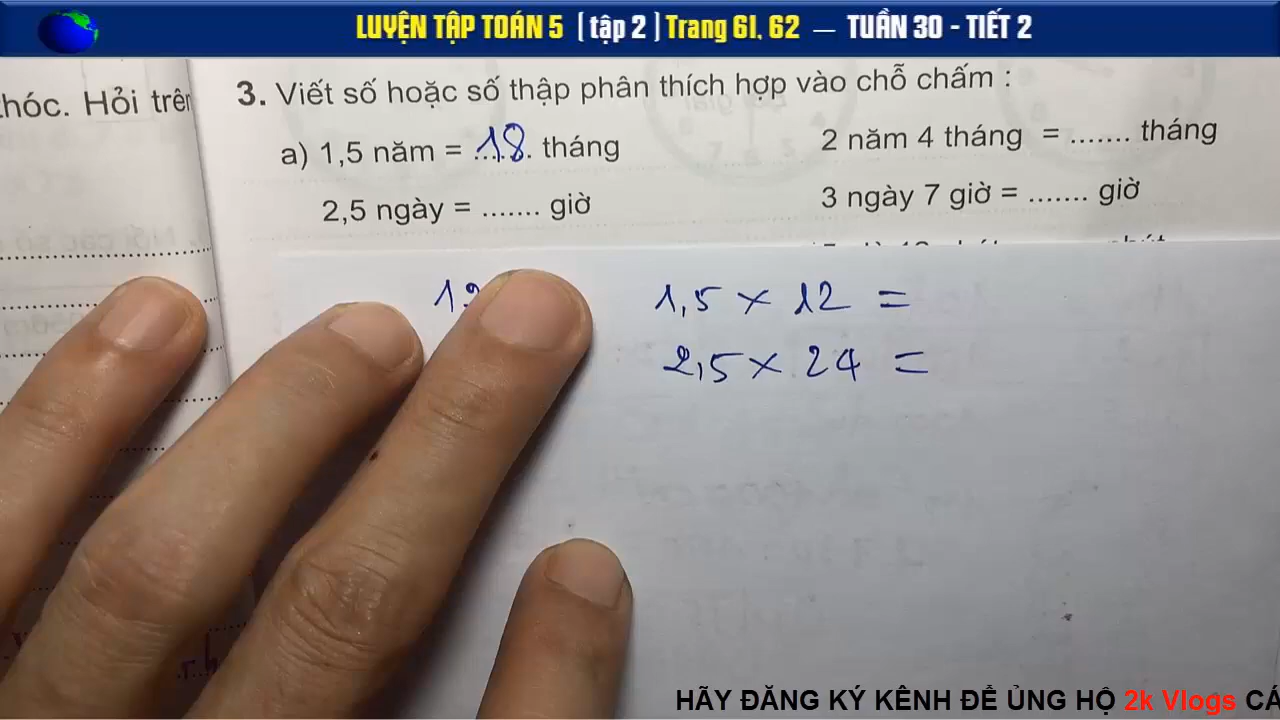 LUYỆN TẬP TOÁN 5 ( tập 2 ) Trang 61, 62 — TUẦN 30 - TIẾT 2
hóc. Hỏi trên
3. Viết số hoặc số thập phân thích hợp vào chỗ chấm :
a) 1,5 năm = 18 tháng
2 năm 4 tháng = ....... tháng
2,5 ngày = ....... giờ
3 ngày 7 giờ = ....... giờ
1,5 × 12 =
2,5 × 24 =
HÃY ĐĂNG KÝ KÊNH ĐỂ ỦNG HỘ 2k Vlogs CÁ